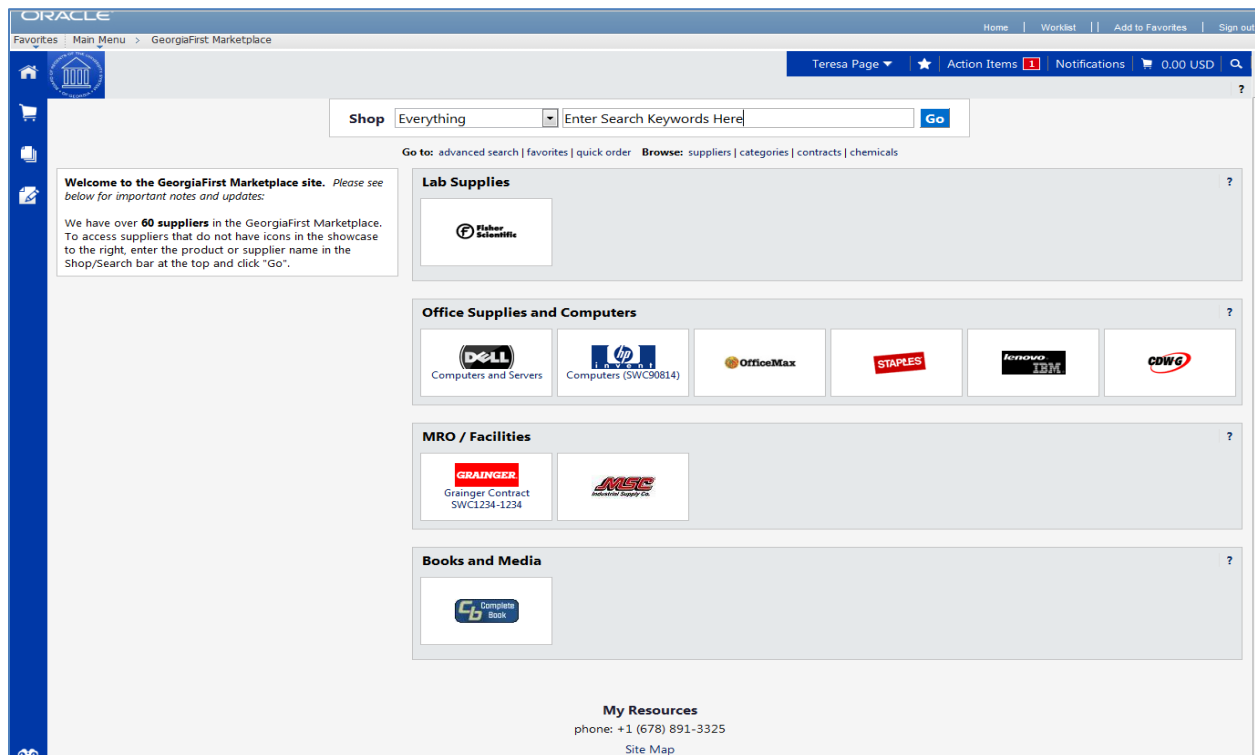 ORACLE
Home | Worklist | | Add to Favorites | Sign out
Favorites Main Menu > GeorgiaFirst Marketplace
Teresa Page Action Items 1 Notifications 0.00 USD
?
Shop Everything Enter Search Keywords Here Go
Go to: advanced search | favorites | quick order Browse: suppliers | categories | contracts | chemicals
Welcome to the GeorgiaFirst Marketplace site. Please see
below for important notes and updates:
We have over 60 suppliers in the GeorgiaFirst Marketplace.
To access suppliers that do not have icons in the showcase
to the right, enter the product or supplier name in the
Shop/Search bar at the top and click "Go".
Lab Supplies ?
Fisher
Scientific
Office Supplies and Computers ?
DELL
Computers and Servers
hp
invent
Computers (SWC90814)
OfficeMax
STAPLES
lenovo
IBM
CDWG
MRO / Facilities ?
GRAINGER
Grainger Contract
SWC1234-1234
MSC
Industrial Supply Co.
Books and Media ?
Cb Complete
Book
My Resources
phone: +1 (678) 891-3325
Site Map